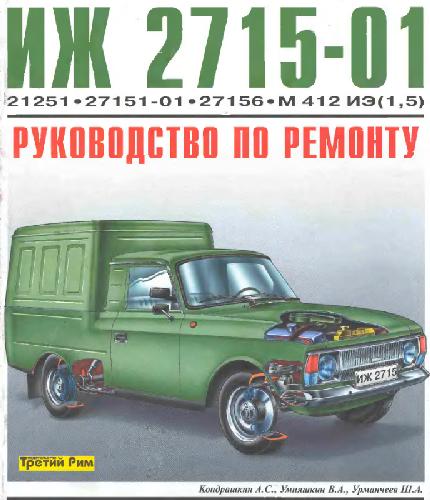 ИЖ 2715-01
21251•27151-01•27156•М 412 ИЭ(1,5)
РУКОВОДСТВО ПО РЕМОНТУ
ИЖ 2715
Третий Рим
Кондрашкин А.С., Умняшкин В.А., Урманчеев Ш.А.